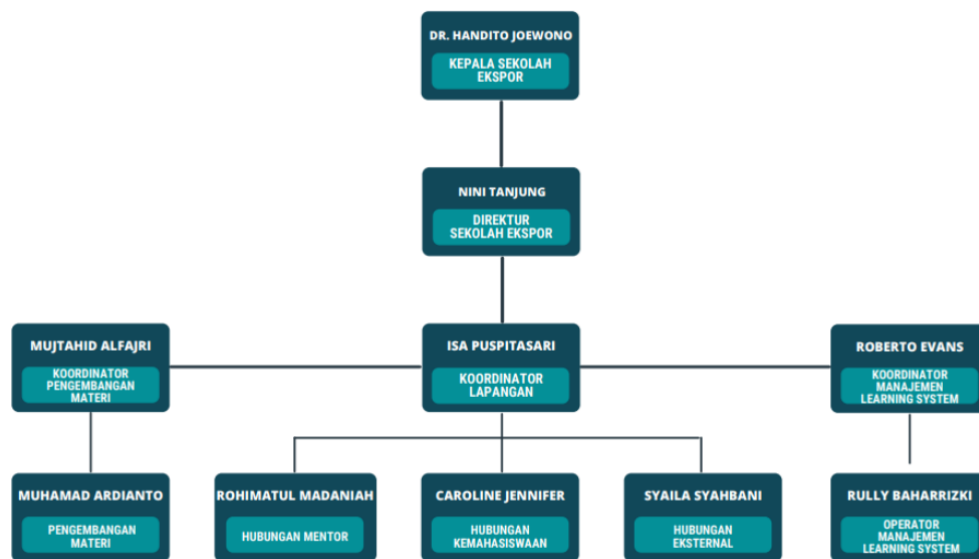 DR. HANDITO JOEWONO
KEPALA SEKOLAH
EKSPOR
NINI TANJUNG
DIREKTUR
SEKOLAH EKSPOR
MUJTAHID ALFAJRI
KOORDINATOR
PENGEMBANGAN
MATERI
ISA PUSPITASARI
KOORDINATOR
LAPANGAN
ROBERTO EVANS
KOORDINATOR
MANAJEMEN
LEARNING SYSTEM
MUHAMAD ARDIANTO
PENGEMBANGAN
MATERI
ROHIMATUL MADANIAH
HUBUNGAN MENTOR
CAROLINE JENNIFER
HUBUNGAN
KEMAHASISWAAN
SYAILA SYAHBANI
HUBUNGAN
EKSTERNAL
RULLY BAHARRIZKI
OPERATOR
MANAJEMEN
LEARNING SYSTEM